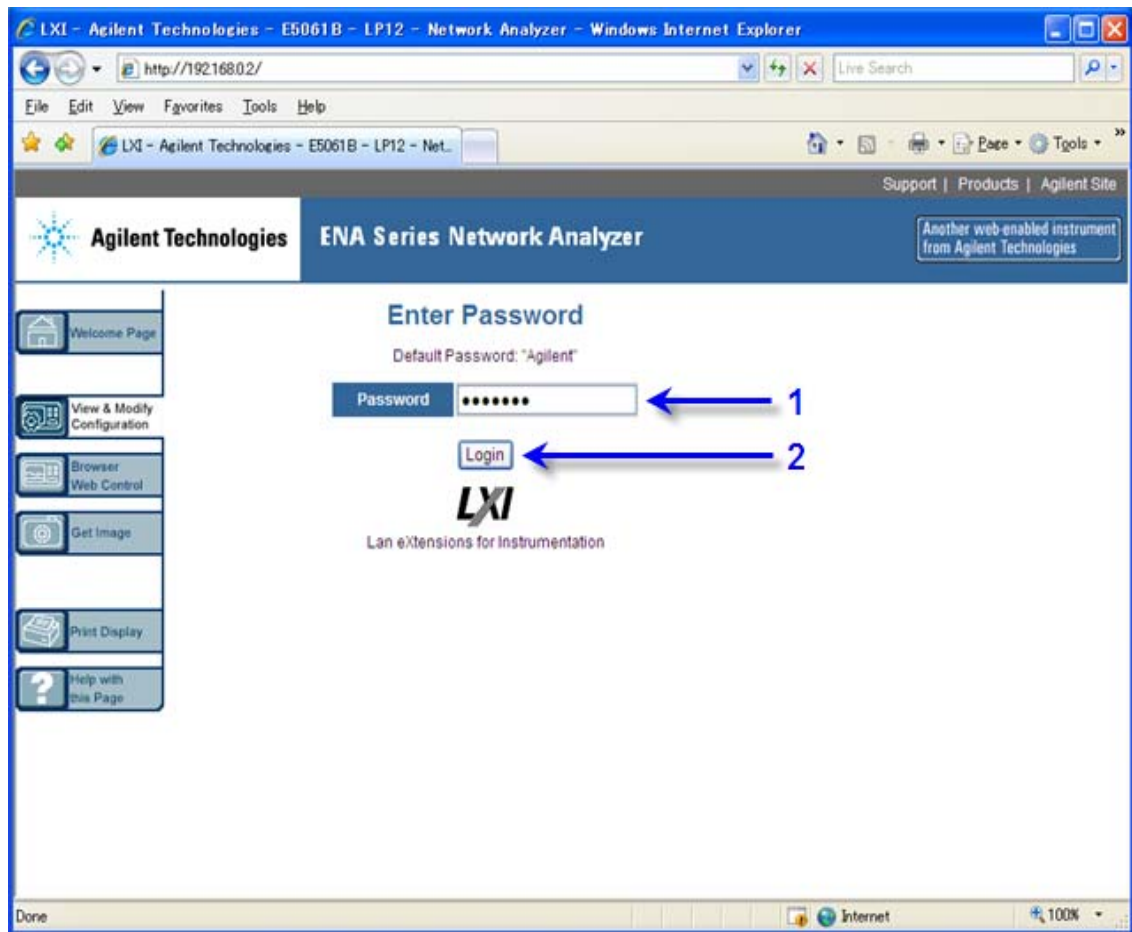 LXI - Agilent Technologies - E5061B - LP12 - Network Analyzer - Windows Internet Explorer
http://192.168.0.2/
Live Search
File Edit View Favorites Tools Help
LXI - Agilent Technologies - E5061B - LP12 - Net...
Page Tools
Support | Products | Agilent Site
Agilent Technologies
ENA Series Network Analyzer
Another web-enabled instrument
from Agilent Technologies
Welcome Page
View & Modify
Configuration
Browser
Web Control
Get Image
Print Display
Help with
this Page
Enter Password
Default Password: "Agilent"
Password ••••••• 1
Login 2
LXI
Lan eXtensions for Instrumentation
Done Internet 100%